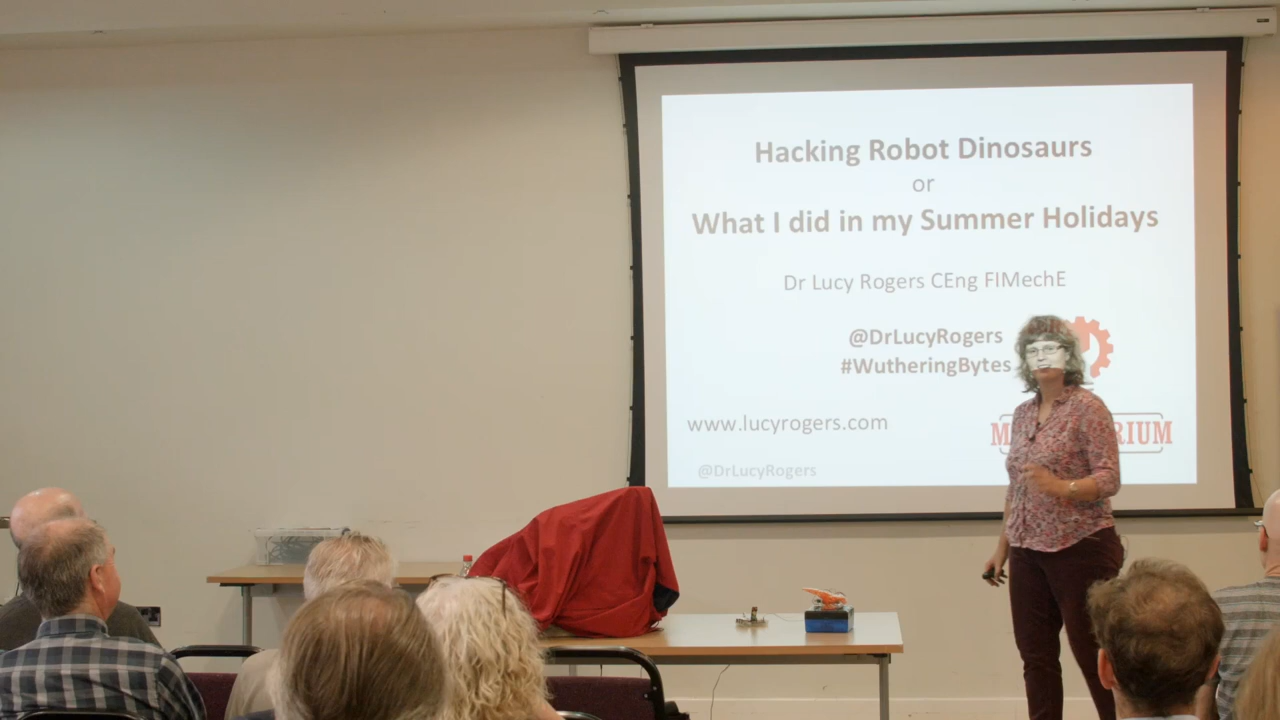 Hacking Robot Dinosaurs
or
What I did in my Summer Holidays
Dr Lucy Rogers CEng FIMechE
@DrLucyRogers
#WutheringBytes
www.lucyrogers.com
@DrLucyRogers